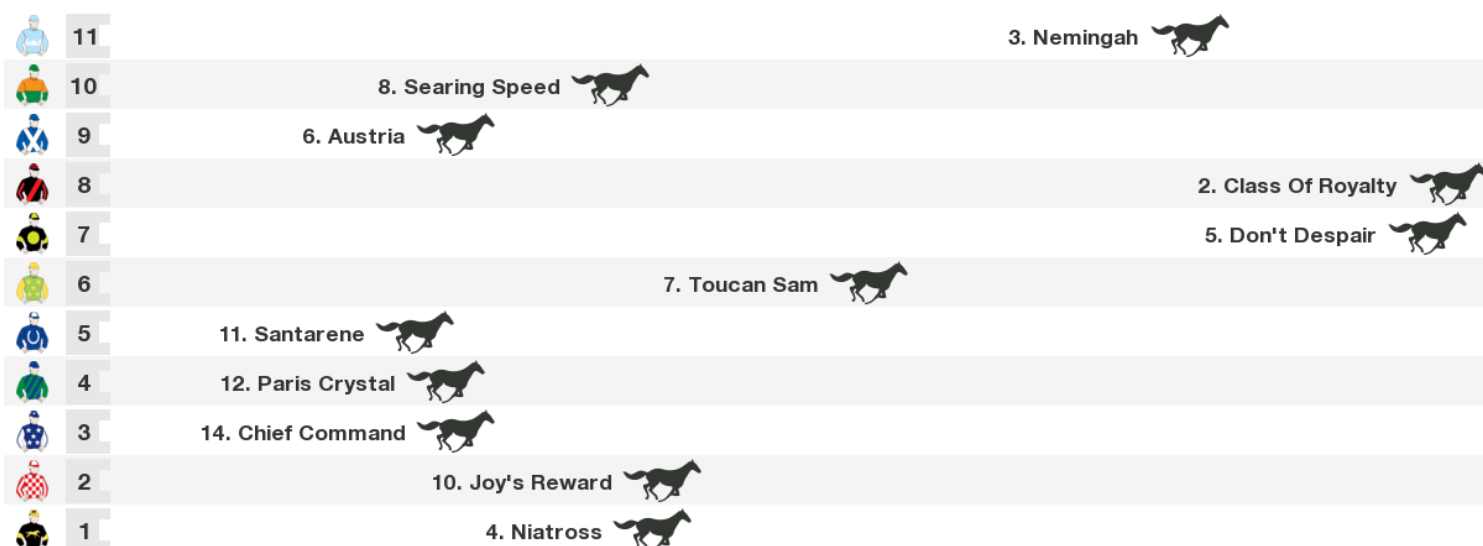 11 3. Nemingah
10 8. Searing Speed
9 6. Austria
8 2. Class Of Royalty
7 5. Don't Despair
6 7. Toucan Sam
5 11. Santarene
4 12. Paris Crystal
3 14. Chief Command
2 10. Joy's Reward
1 4. Niatross